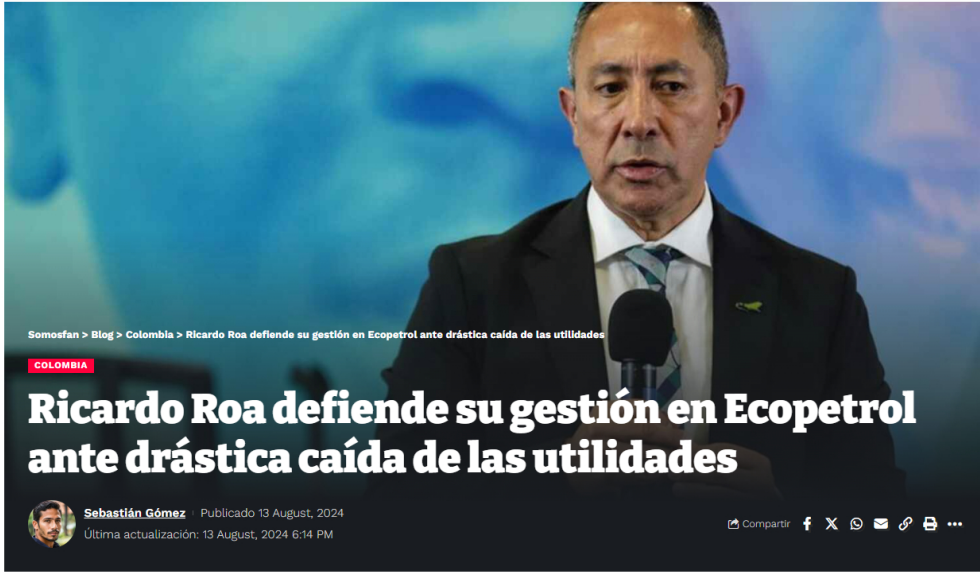 Somosfan > Blog > Colombia > Ricardo Roa defiende su gestión en Ecopetrol ante drástica caída de las utilidades
COLOMBIA
Ricardo Roa defiende su gestión en Ecopetrol
ante drástica caída de las utilidades
Sebastián Gómez Publicado 13 August, 2024
Última actualización: 13 August, 2024 6:14 PM
Compartir